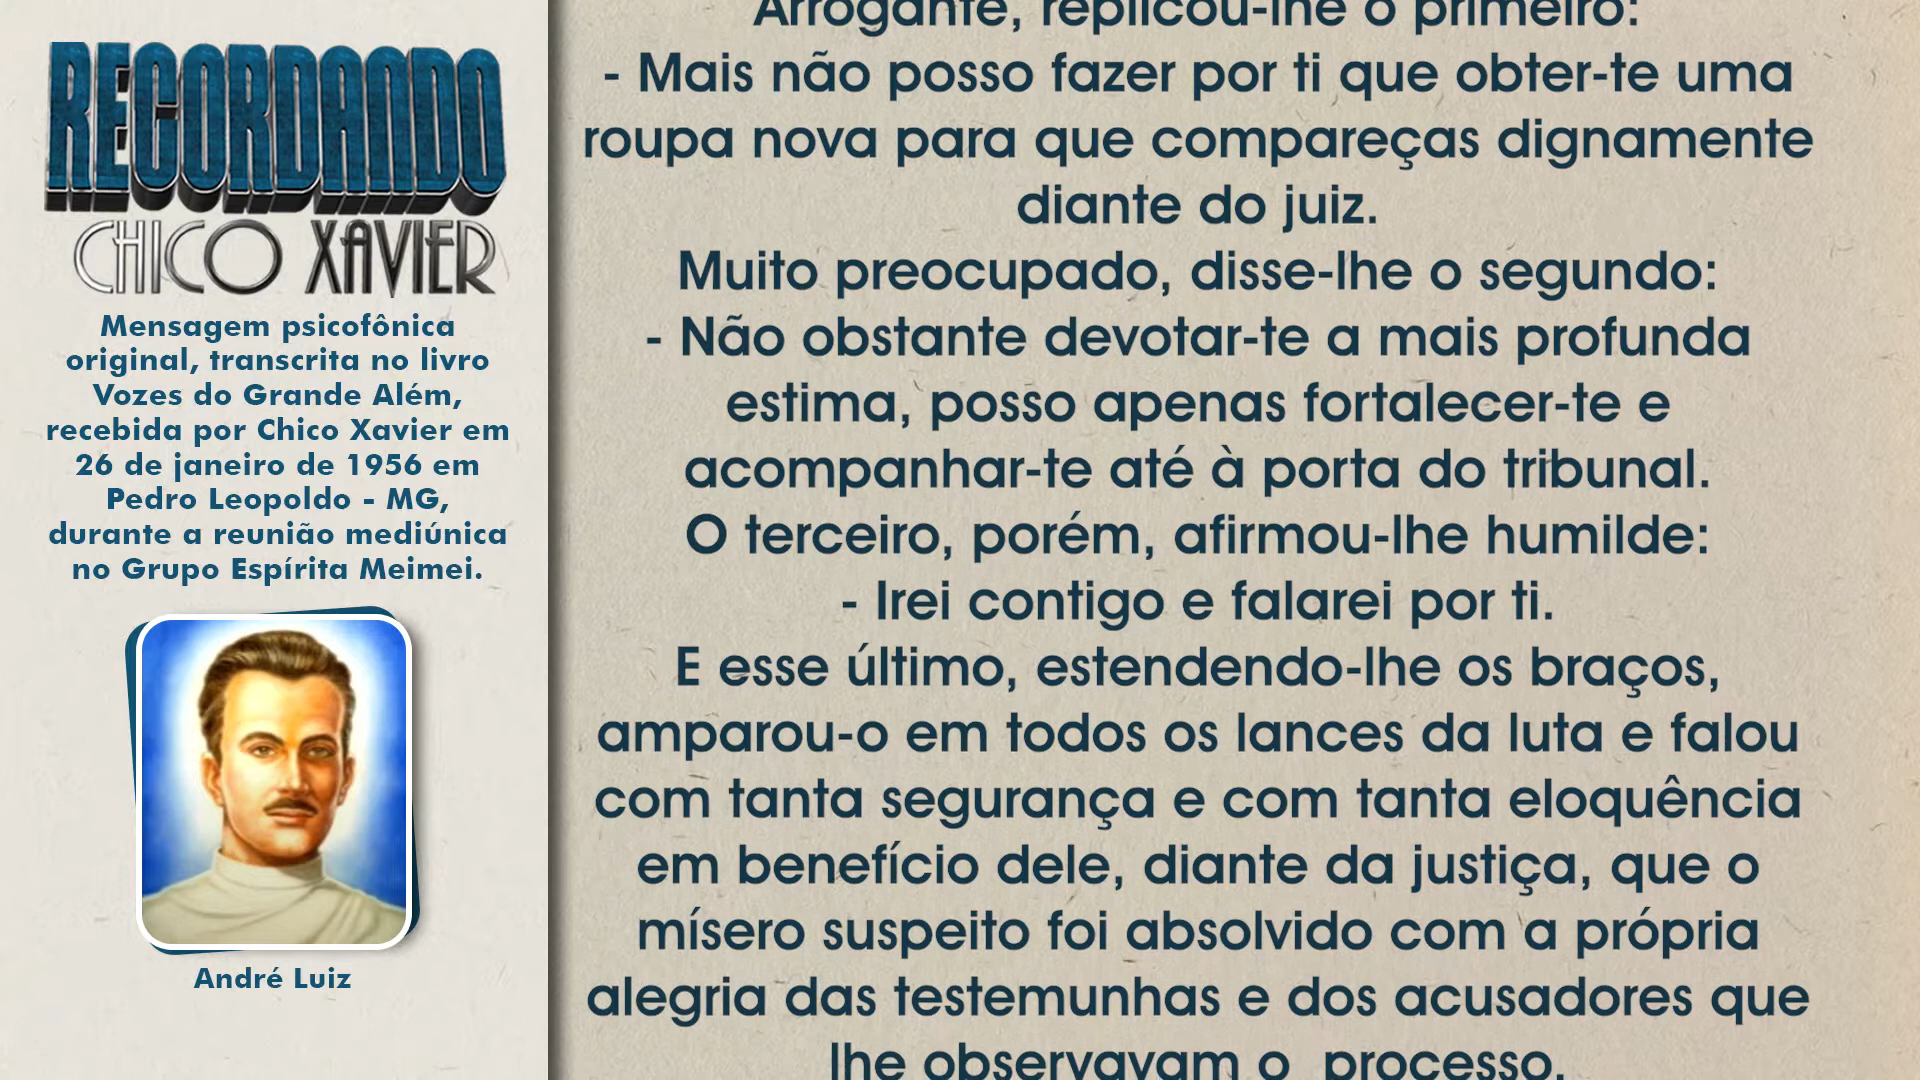 RECORDANDO
CHICO XAVIER
Mensagem psicofônica
original, transcrita no livro
Vozes do Grande Além,
recebida por Chico Xavier em
26 de janeiro de 1956 em
Pedro Leopoldo - MG,
durante a reunião mediúnica
no Grupo Espírita Meimei.
André Luiz
Arrogante, replicou-lhe o primeiro:
- Mais não posso fazer por ti que obter-te uma
roupa nova para que compareças dignamente
diante do juiz.
Muito preocupado, disse-lhe o segundo:
- Não obstante devotar-te a mais profunda
estima, posso apenas fortalecer-te e
acompanhar-te até à porta do tribunal.
O terceiro, porém, afirmou-lhe humilde:
- Irei contigo e falarei por ti.
E esse último, estendendo-lhe os braços,
amparou-o em todos os lances da luta e falou
com tanta segurança e com tanta eloquência
em benefício dele, diante da justiça, que o
mísero suspeito foi absolvido com a própria
alegria das testemunhas e dos acusadores que
lhe observavam o processo.